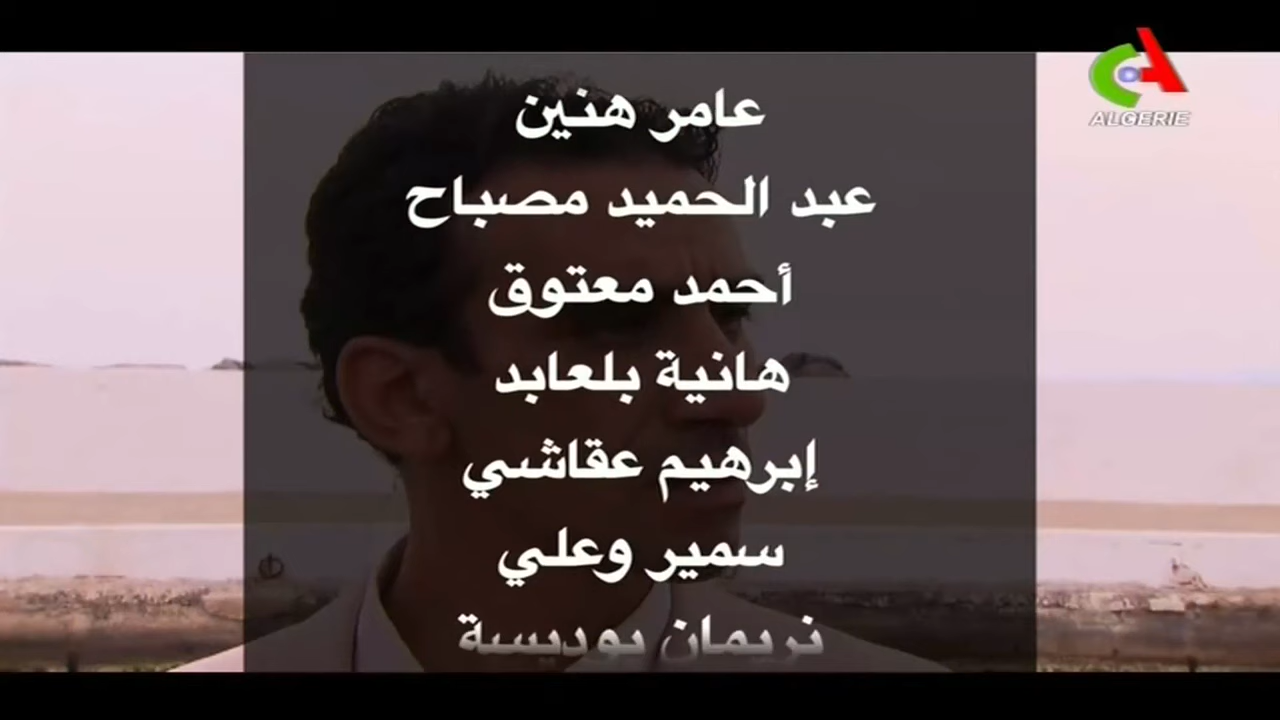 ALGERIE
عامر هنين
عبد الحميد مصباح
أحمد معتوق
هانية بلعابد
إبرهيم عقاشي
سمير وعلي
نريمان بوديسة